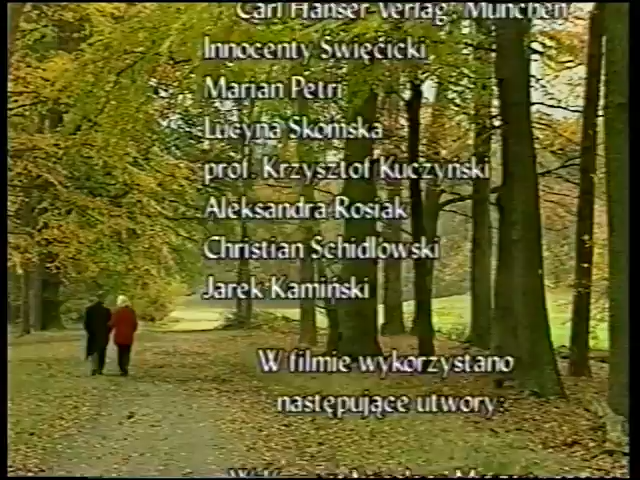 Carl Hanser Verlag, München
Innocenty Święcicki
Marian Petri
Lucyna Skomska
prof. Krzysztof Kuczyński
Aleksandra Rosiak
Christian Schidlowski
Jarek Kamiński
W filmie wykorzystano
następujące utwory: